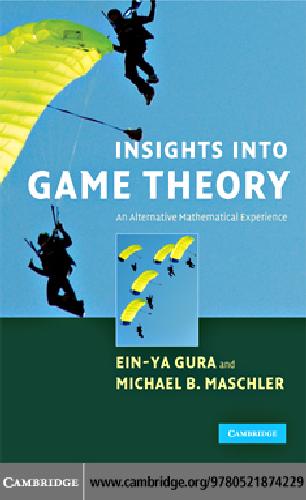 INSIGHTS INTO
GAME THEORY
An Alternative Mathematical Experience
EIN-YA GURA and
MICHAEL B. MASCHLER
CAMBRIDGE
CAMBRIDGE www.cambridge.org/9780521874229